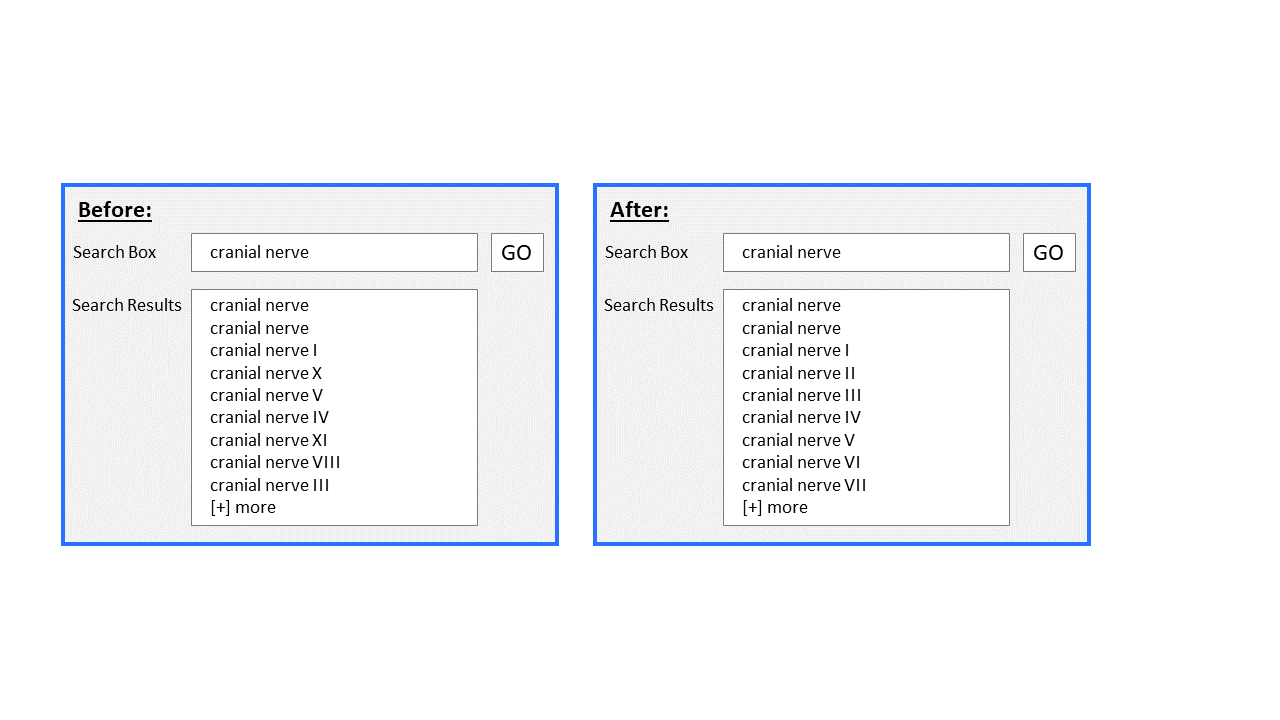 Before:
Search Box
cranial nerve
GO
Search Results
cranial nerve
cranial nerve
cranial nerve I
cranial nerve X
cranial nerve V
cranial nerve IV
cranial nerve XI
cranial nerve VIII
cranial nerve III
[+] more
After:
Search Box
cranial nerve
GO
Search Results
cranial nerve
cranial nerve
cranial nerve I
cranial nerve II
cranial nerve III
cranial nerve IV
cranial nerve V
cranial nerve VI
cranial nerve VII
[+] more